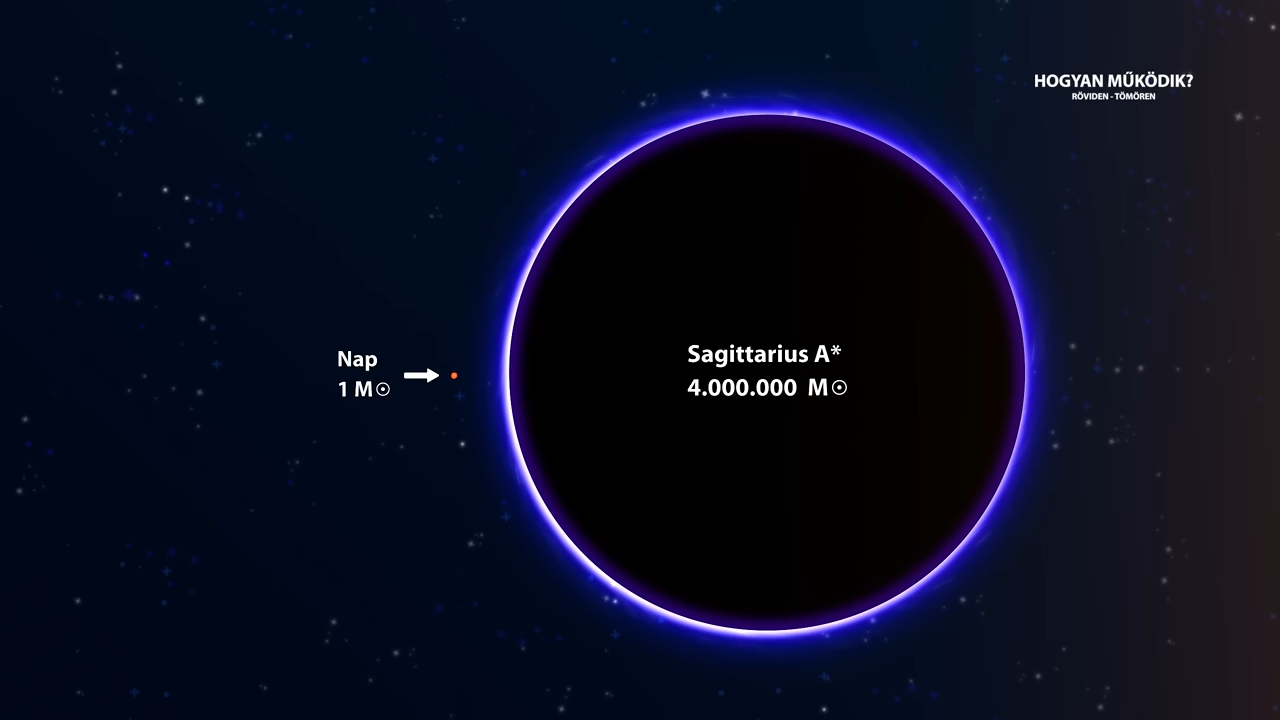 HOGYAN MŰKÖDIK?
RÖVIDEN - TÖMÖREN
Nap
1 M☉
Sagittarius A*
4.000.000 M☉